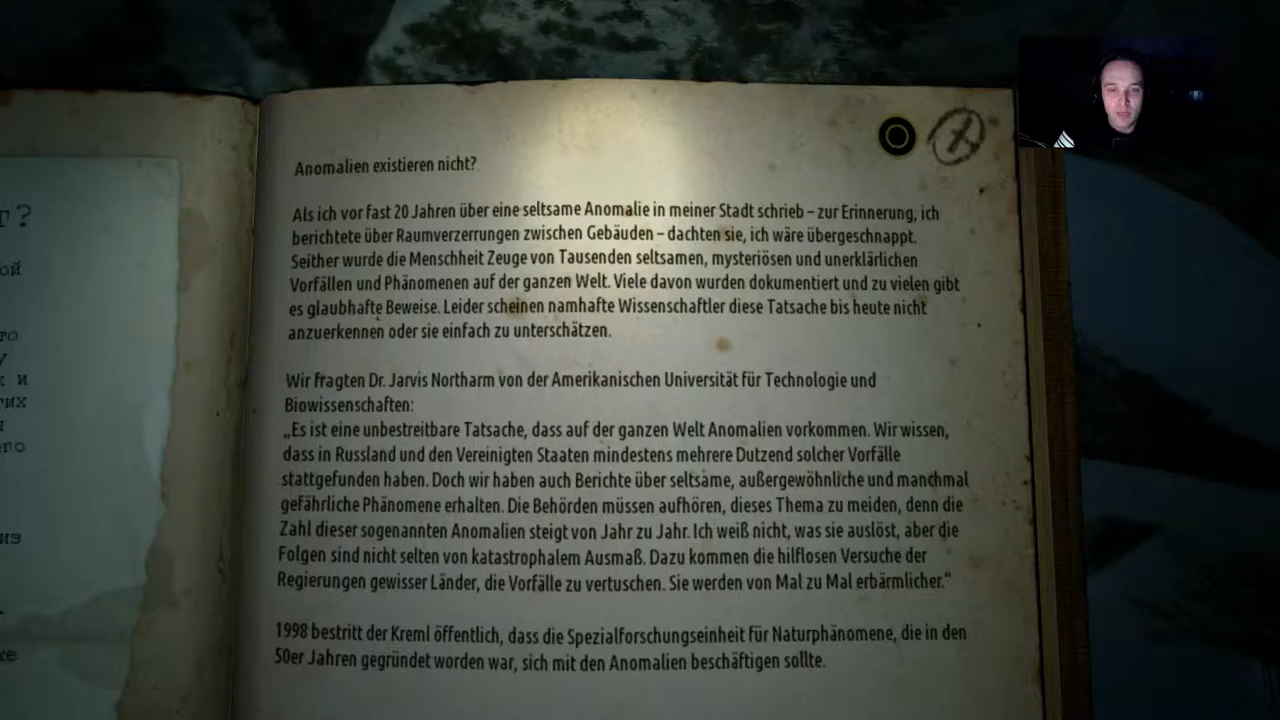 т?
ой
то
у
к и
гих
ого
из
ке
Anomalien existieren nicht?
Als ich vor fast 20 Jahren über eine seltsame Anomalie in meiner Stadt schrieb – zur Erinnerung, ich
berichtete über Raumverzerrungen zwischen Gebäuden – dachten sie, ich wäre übergeschnappt.
Seither wurde die Menschheit Zeuge von Tausenden seltsamen, mysteriösen und unerklärlichen
Vorfällen und Phänomenen auf der ganzen Welt. Viele davon wurden dokumentiert und zu vielen gibt
es glaubhafte Beweise. Leider scheinen namhafte Wissenschaftler diese Tatsache bis heute nicht
anzuerkennen oder sie einfach zu unterschätzen.
Wir fragten Dr. Jarvis Northarm von der Amerikanischen Universität für Technologie und
Biowissenschaften:
„Es ist eine unbestreitbare Tatsache, dass auf der ganzen Welt Anomalien vorkommen. Wir wissen,
dass in Russland und den Vereinigten Staaten mindestens mehrere Dutzend solcher Vorfälle
stattgefunden haben. Doch wir haben auch Berichte über seltsame, außergewöhnliche und manchmal
gefährliche Phänomene erhalten. Die Behörden müssen aufhören, dieses Thema zu meiden, denn die
Zahl dieser sogenannten Anomalien steigt von Jahr zu Jahr. Ich weiß nicht, was sie auslöst, aber die
Folgen sind nicht selten von katastrophalem Ausmaß. Dazu kommen die hilflosen Versuche der
Regierungen gewisser Länder, die Vorfälle zu vertuschen. Sie werden von Mal zu Mal erbärmlicher.“
1998 bestritt der Kreml öffentlich, dass die Spezialforschungseinheit für Naturphänomene, die in den
50er Jahren gegründet worden war, sich mit den Anomalien beschäftigen sollte.